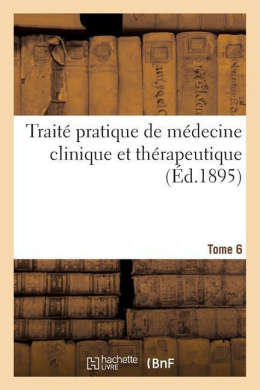 Traité pratique de médecine
clinique et thérapeutique
(Éd.1895)
Tome 6
hachette
LIVRE
{BnF